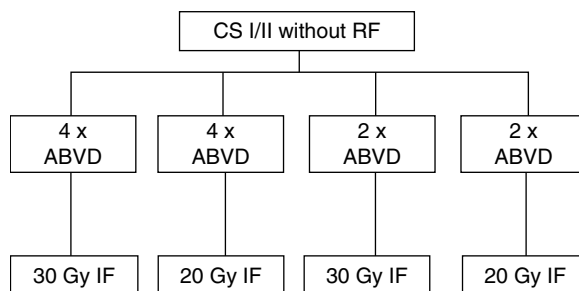 CS I/II without RF
4 x
ABVD
4 x
ABVD
2 x
ABVD
2 x
ABVD
30 Gy IF
20 Gy IF
30 Gy IF
20 Gy IF